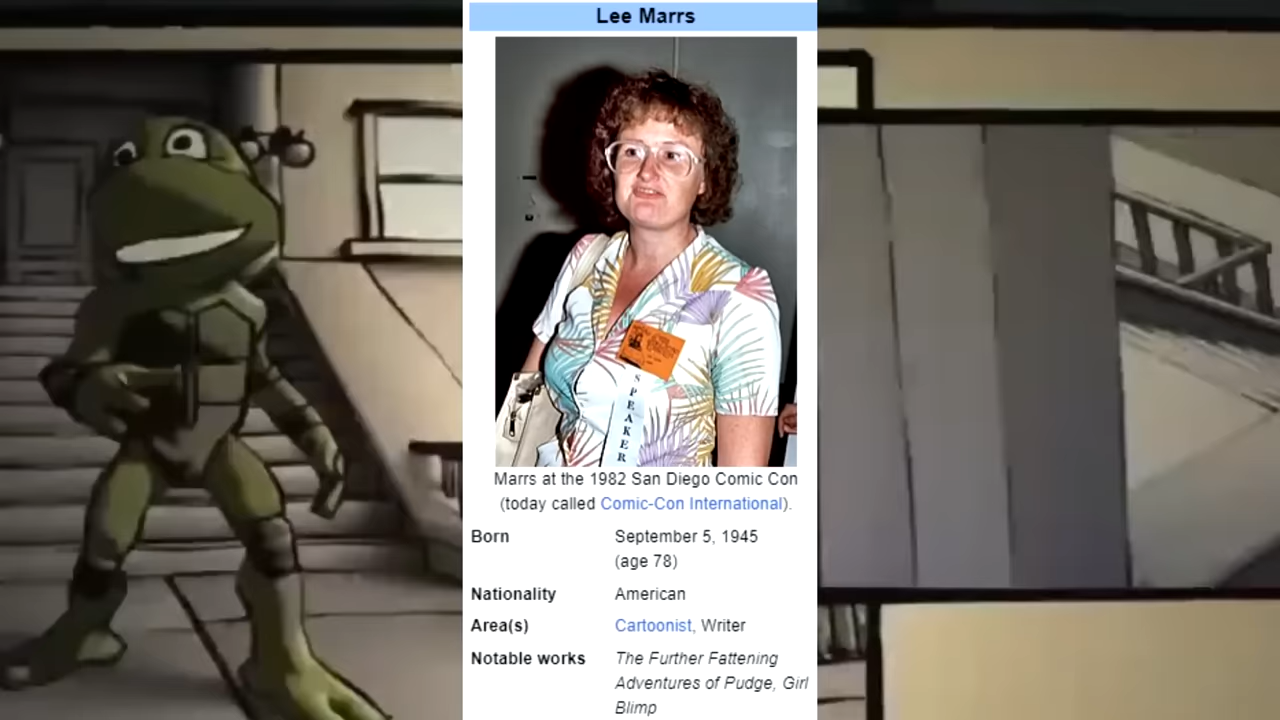 Lee Marrs
SPEAKER
Marrs at the 1982 San Diego Comic Con
(today called Comic-Con International).
Born September 5, 1945
(age 78)
Nationality American
Area(s) Cartoonist, Writer
Notable works The Further Fattening
Adventures of Pudge, Girl
Blimp